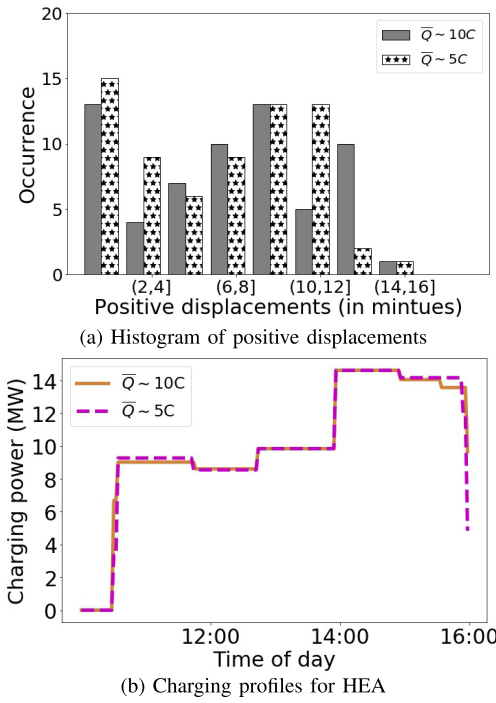 20
15
10
5
0
Occurrence
Q̅ ~ 10C
Q̅ ~ 5C
(2,4] (6,8] (10,12] (14,16]
Positive displacements (in mintues)
(a) Histogram of positive displacements
14
12
10
8
6
4
2
0
Charging power (MW)
Q̅ ~ 10C
Q̅ ~ 5C
12:00 14:00 16:00
Time of day
(b) Charging profiles for HEA